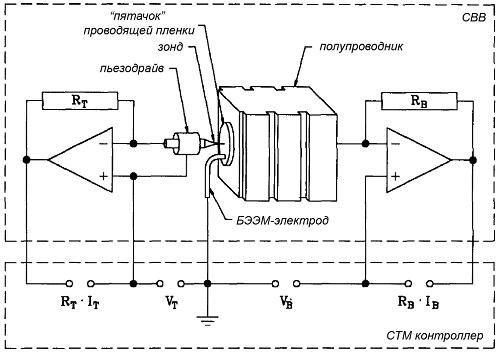 "пятачок"
проводящей пленки
СВВ
зонд
полупроводник
пьезодрайв
R_T
R_B
−
−
+
+
БЭЭМ-электрод
R_T · I_T
V_T
V_B
R_B · I_B
СТМ контроллер